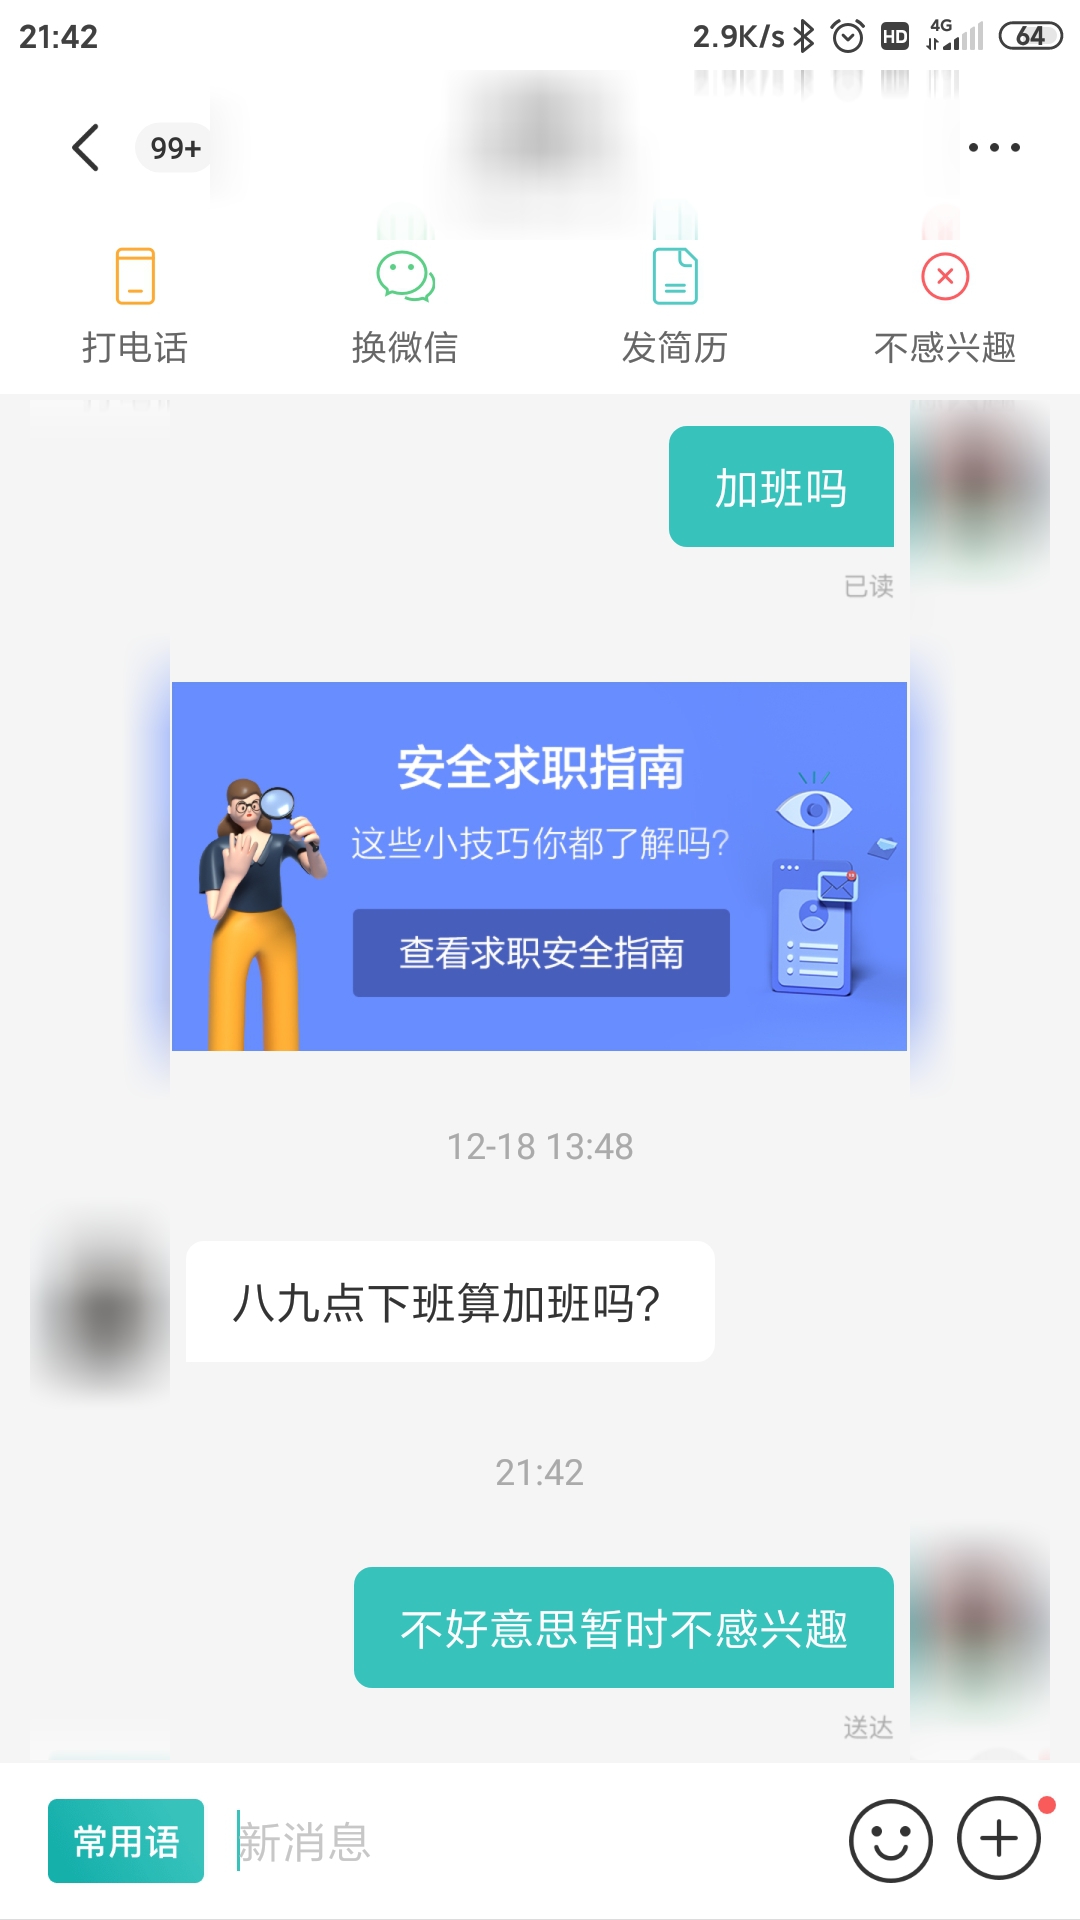 21:42
2.9K/s HD 4G 64
99+
打电话
换微信
发简历
不感兴趣
加班吗
已读
安全求职指南
这些小技巧你都了解吗?
查看求职安全指南
12-18 13:48
八九点下班算加班吗?
21:42
不好意思暂时不感兴趣
送达
常用语
新消息